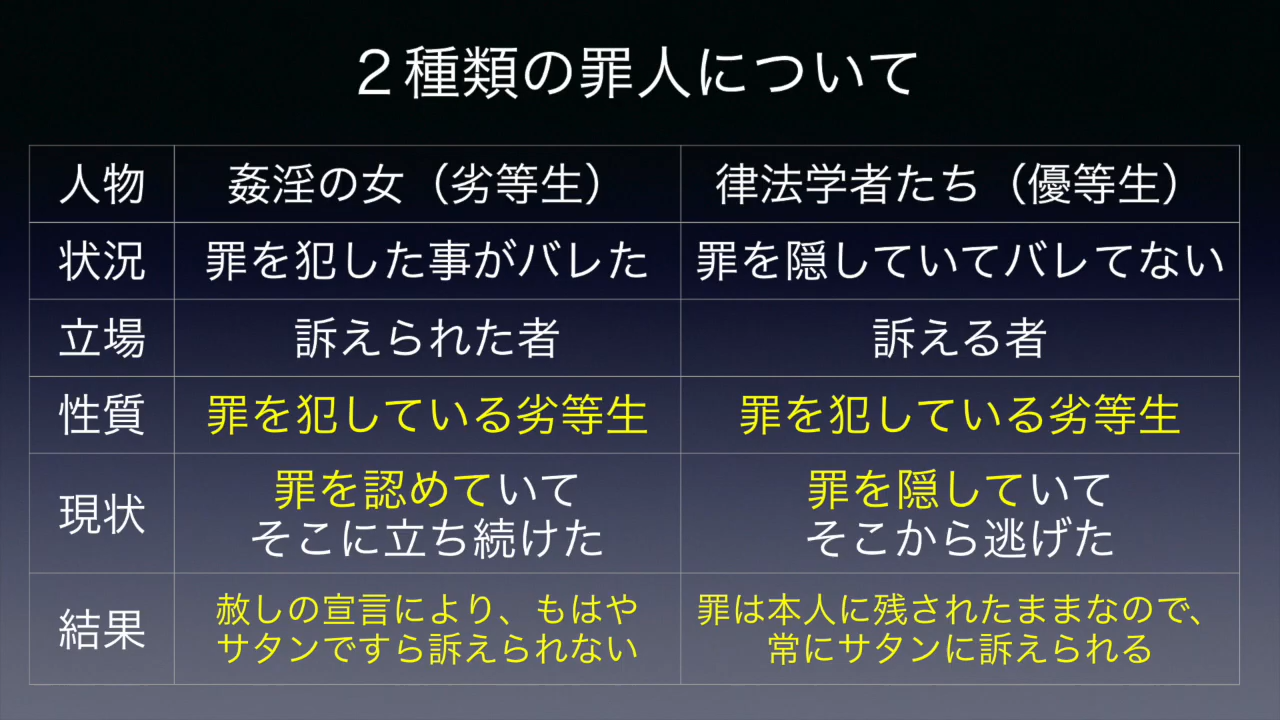 ２種類の罪人について
人物 姦淫の女（劣等生） 律法学者たち（優等生）
状況 罪を犯した事がバレた 罪を隠していてバレてない
立場 訴えられた者 訴える者
性質 罪を犯している劣等生 罪を犯している劣等生
現状 罪を認めていて 罪を隠していて
そこに立ち続けた そこから逃げた
結果 赦しの宣言により、もはや 罪は本人に残されたままなので、
サタンですら訴えられない 常にサタンに訴えられる